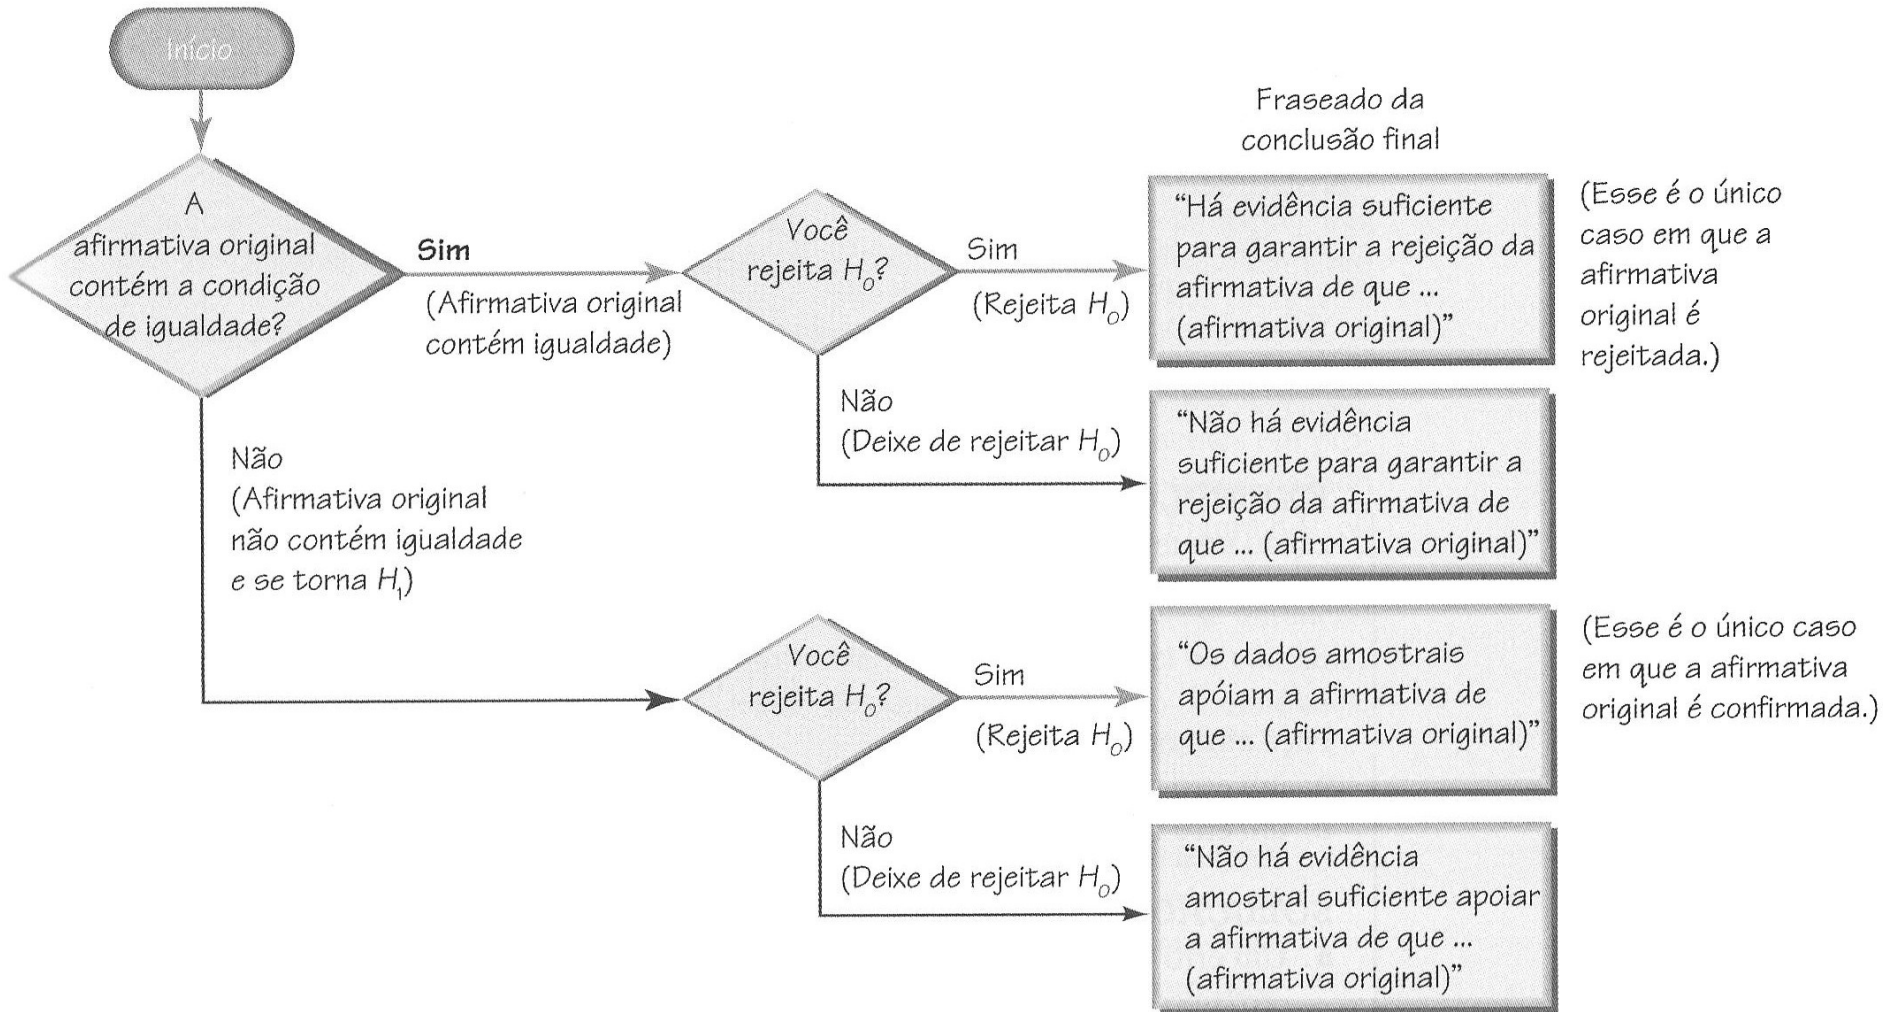 Início
A
afirmativa original
contém a condição
de igualdade?
Sim
(Afirmativa original
contém igualdade)
Você
rejeita H₀?
Sim
(Rejeita H₀)
Fraseado da
conclusão final
“Há evidência suficiente
para garantir a rejeição da
afirmativa de que ...
(afirmativa original)”
(Esse é o único
caso em que a
afirmativa
original é
rejeitada.)
Não
(Deixe de rejeitar H₀)
“Não há evidência
suficiente para garantir a
rejeição da afirmativa de
que ... (afirmativa original)”
Não
(Afirmativa original
não contém igualdade
e se torna H₁)
Você
rejeita H₀?
Sim
(Rejeita H₀)
“Os dados amostrais
apóiam a afirmativa de
que ... (afirmativa original)”
(Esse é o único caso
em que a afirmativa
original é confirmada.)
Não
(Deixe de rejeitar H₀)
“Não há evidência
amostral suficiente apoiar
a afirmativa de que ...
(afirmativa original)”